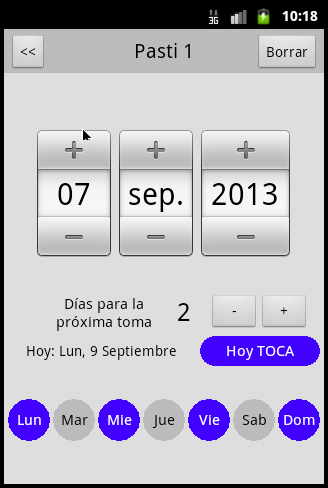 3G 10:18
<< Pasti 1 Borrar
+ + +
07 sep. 2013
- - -
Días para la
próxima toma 2 - +
Hoy: Lun, 9 Septiembre Hoy TOCA
Lun Mar Mie Jue Vie Sab Dom